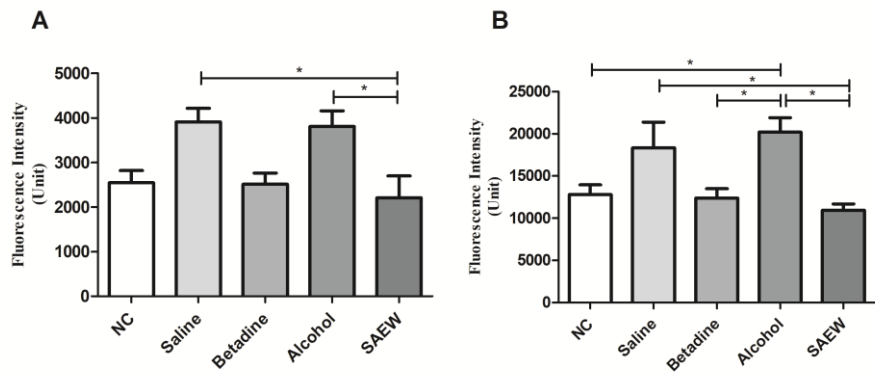 A
Fluorescence Intensity
(Unit)
5000
4000
3000
2000
1000
0
*
*
NC
Saline
Betadine
Alcohol
SAEW
B
Fluorescence Intensity
(Unit)
25000
20000
15000
10000
5000
0
*
*
*
*
NC
Saline
Betadine
Alcohol
SAEW